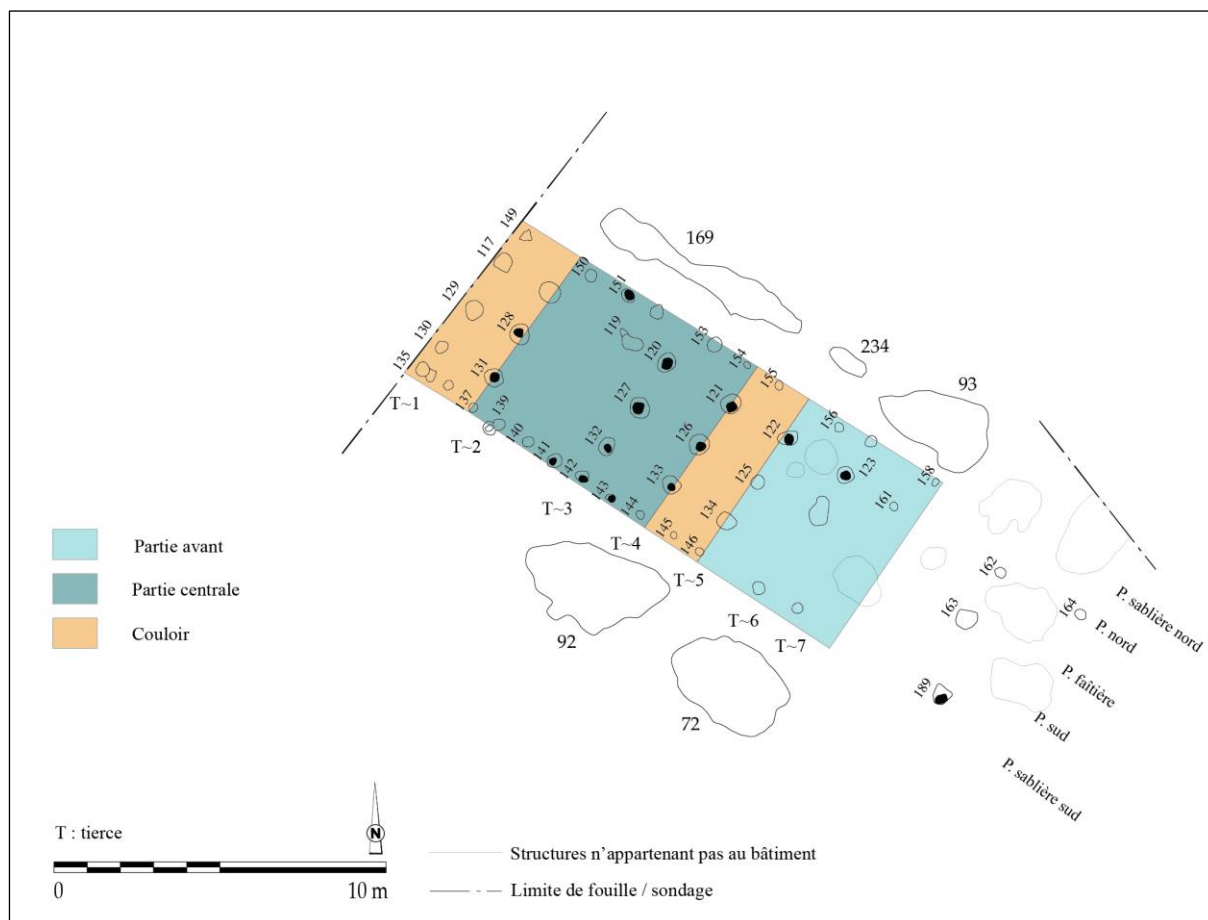 149
117
129
130
135
T~1
128
131
137
139
T~2
140
141
142
143
144
T~3
150
151
119
120
127
132
153
154
155
121
126
133
T~4
145
146
T~5
122
125
134
156
123
161
158
T~6
T~7
169
234
93
92
72
162
163
164
189
P. sablière nord
P. nord
P. faîtière
P. sud
P. sablière sud
Partie avant
Partie centrale
Couloir
T : tierce
N
0
10 m
Structures n'appartenant pas au bâtiment
Limite de fouille / sondage